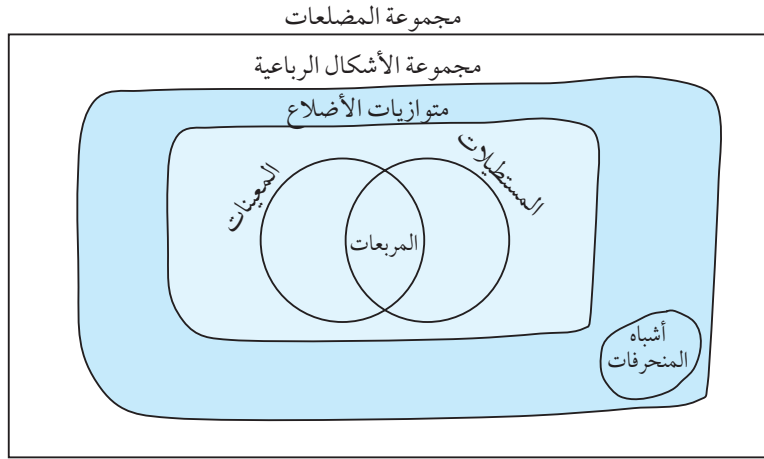 مجموعة المضلعات
مجموعة الأشكال الرباعية
متوازيات الأضلاع
المستطيلات
المعينات
المربعات
أشباه
المنحرفات